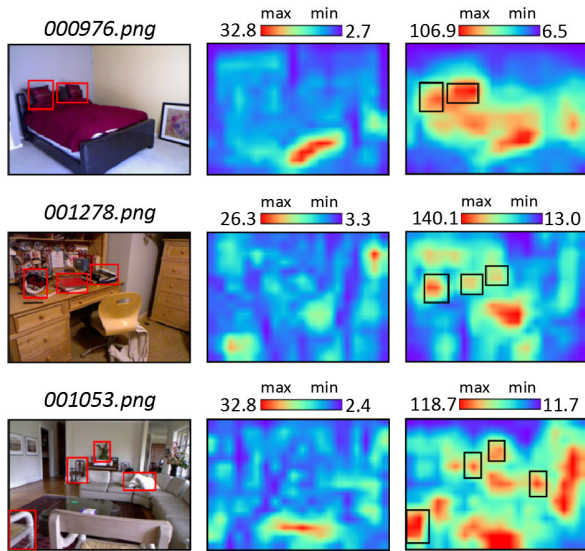 000976.png
max min
32.8 2.7
max min
106.9 6.5
001278.png
max min
26.3 3.3
max min
140.1 13.0
001053.png
max min
32.8 2.4
max min
118.7 11.7